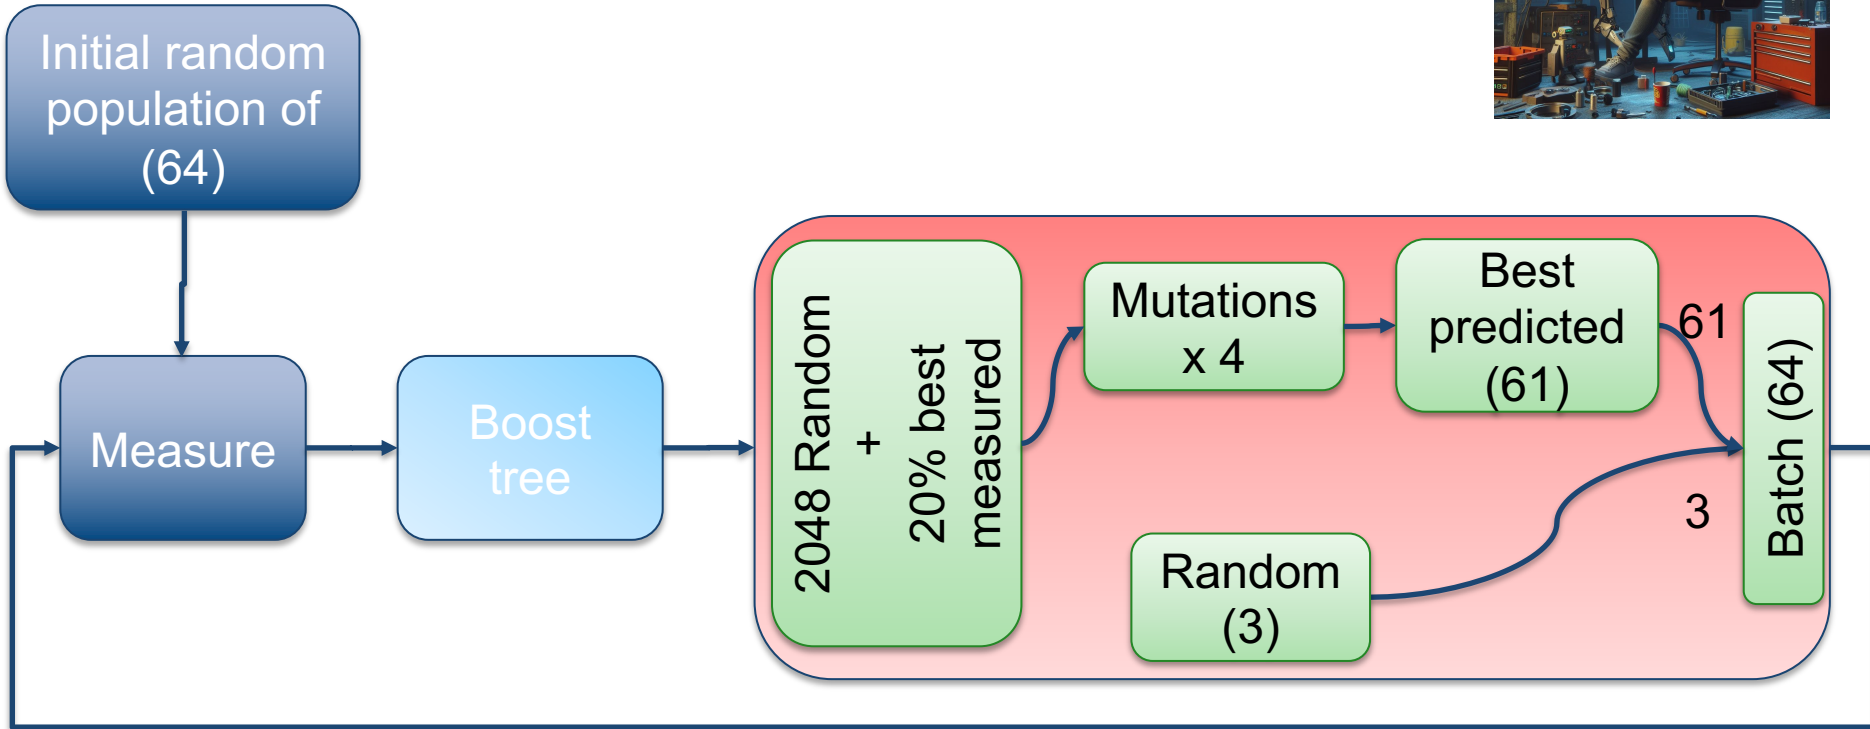 Initial random
population of
(64)
Measure
Boost
tree
2048 Random
+
20% best
measured
Mutations
x 4
Best
predicted
(61)
61
Random
(3)
3
Batch (64)